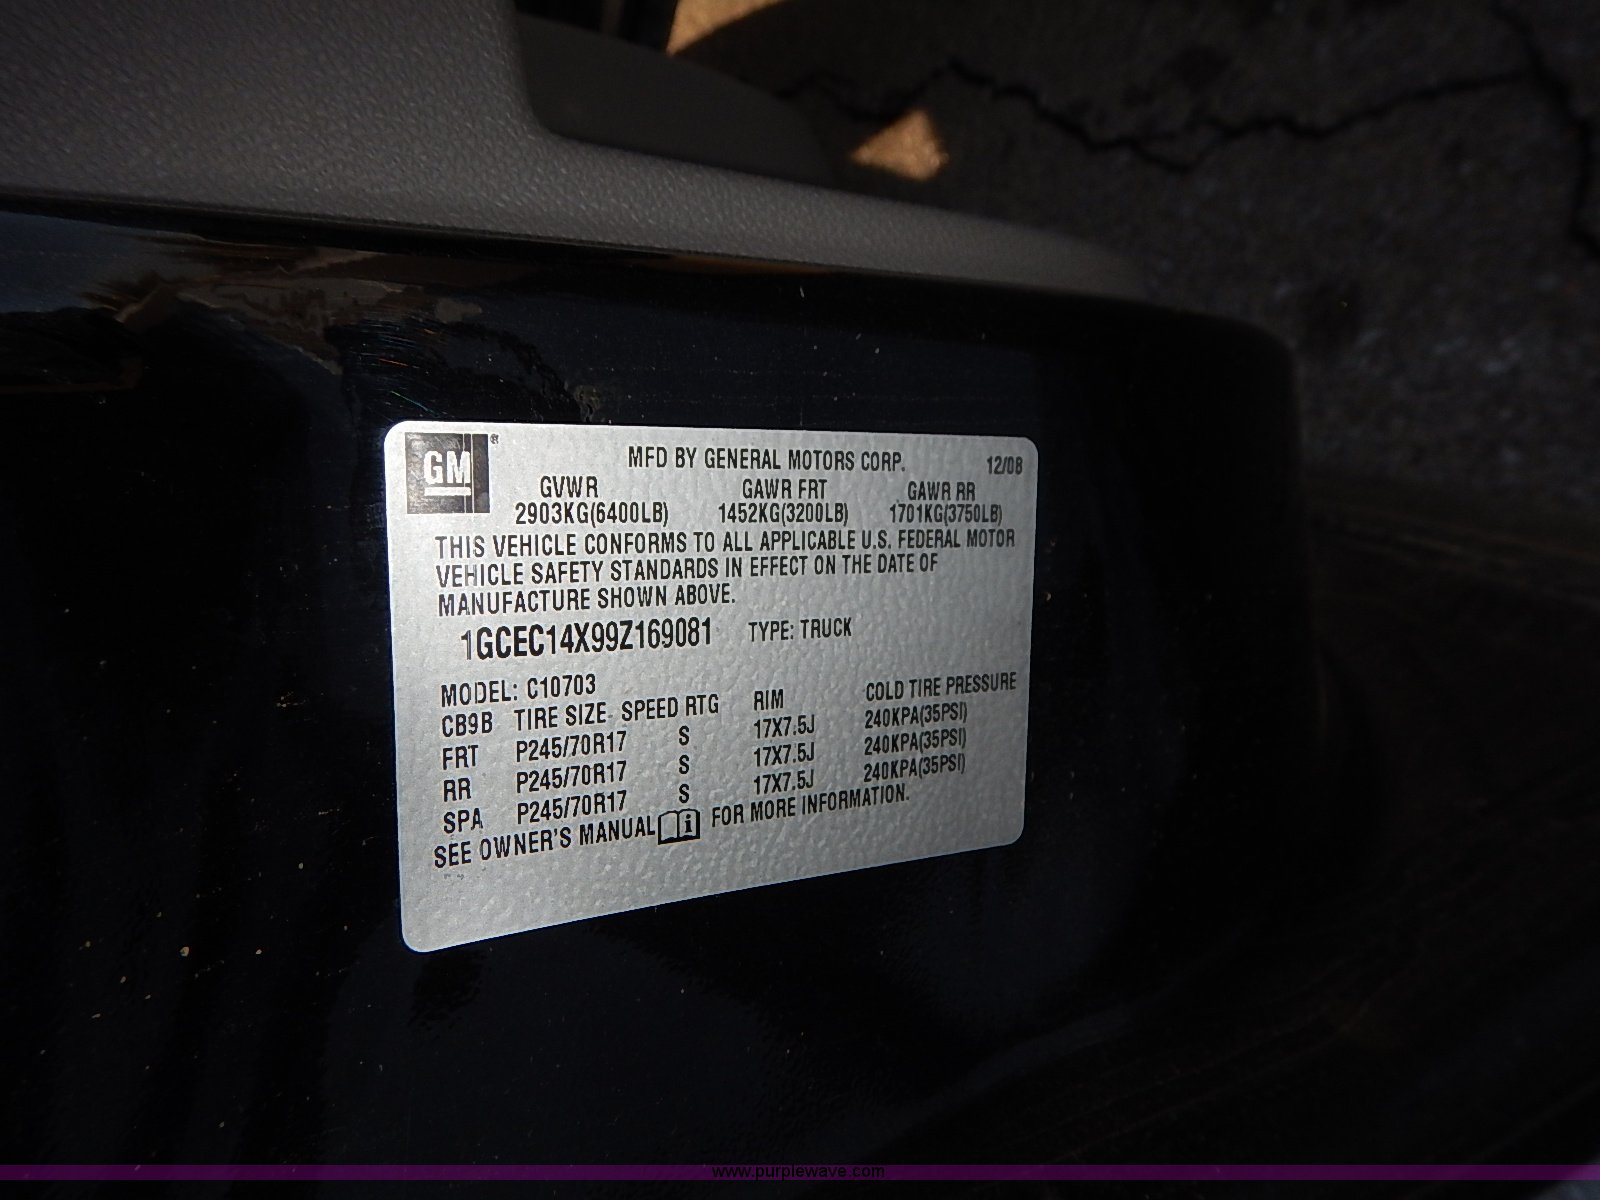 GM ®
MFD BY GENERAL MOTORS CORP. 12/08
GVWR GAWR FRT GAWR RR
2903KG(6400LB) 1452KG(3200LB) 1701KG(3750LB)
THIS VEHICLE CONFORMS TO ALL APPLICABLE U.S. FEDERAL MOTOR
VEHICLE SAFETY STANDARDS IN EFFECT ON THE DATE OF
MANUFACTURE SHOWN ABOVE.
1GCEC14X99Z169081 TYPE: TRUCK
MODEL: C10703
CB9B TIRE SIZE SPEED RTG RIM COLD TIRE PRESSURE
FRT P245/70R17 S 17X7.5J 240KPA(35PSI)
RR P245/70R17 S 17X7.5J 240KPA(35PSI)
SPA P245/70R17 S 17X7.5J 240KPA(35PSI)
SEE OWNER'S MANUAL i FOR MORE INFORMATION.
www.purplewave.com